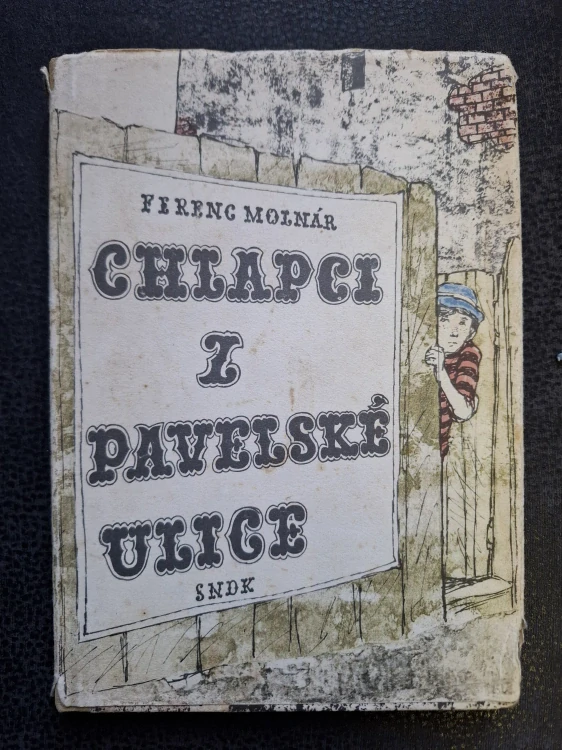 FERENC MOLNÁR
CHLAPCI
Z
PAVELSKÉ
ULICE
SNDK